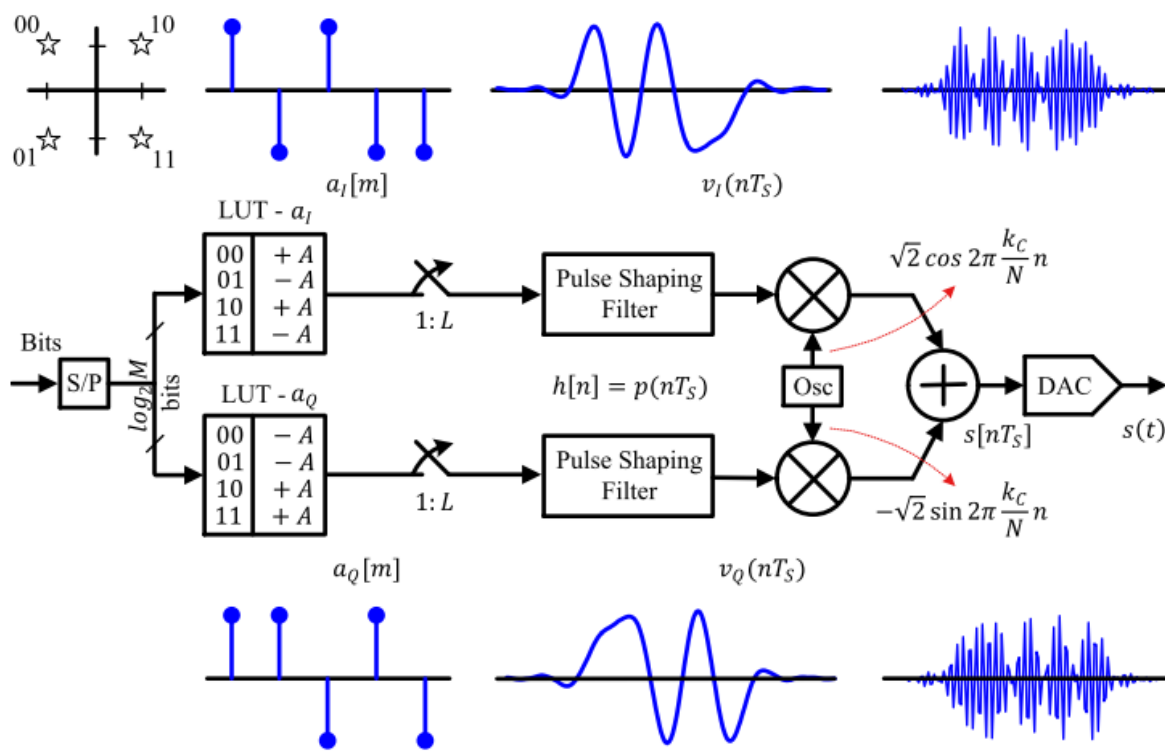 00 10
01 11
a_I[m] v_I(nT_S)
LUT - a_I
00 + A
01 − A
10 + A
11 − A
1: L
Pulse Shaping
Filter
√2 cos 2π k_C/N n
Bits
S/P
log_2 M
bits
h[n] = p(nT_S)
Osc
DAC
s[nT_S]
s(t)
LUT - a_Q
00 − A
01 − A
10 + A
11 + A
1: L
Pulse Shaping
Filter
−√2 sin 2π k_C/N n
a_Q[m] v_Q(nT_S)